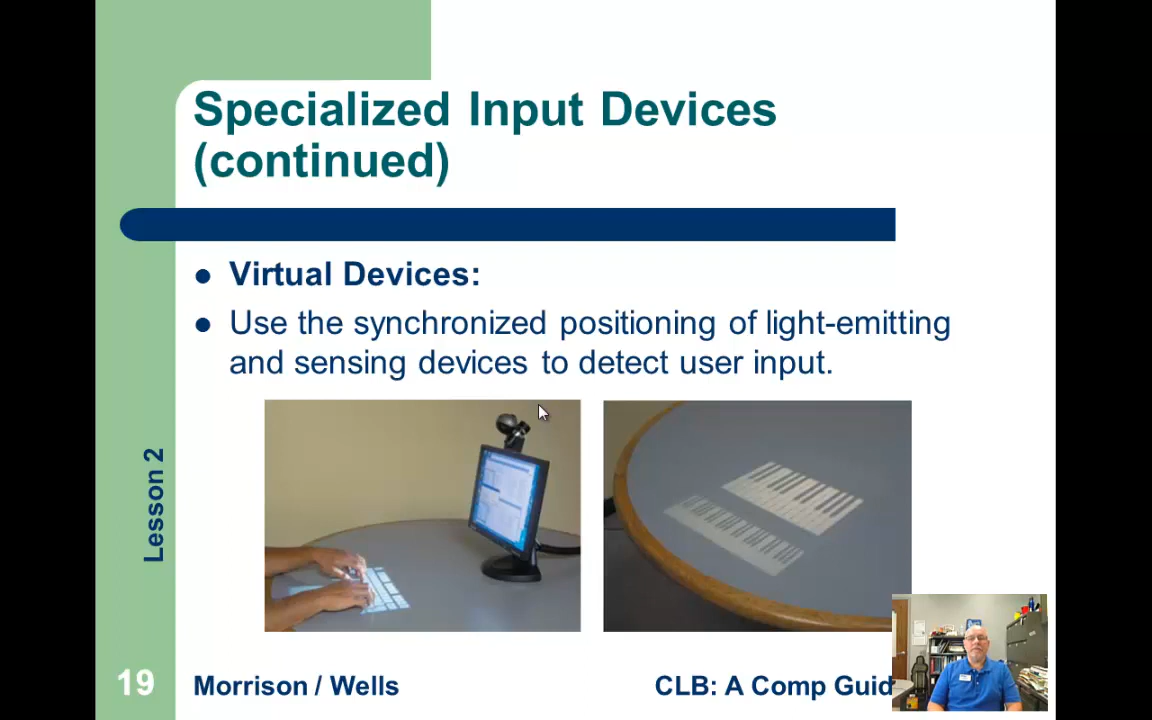 Specialized Input Devices
(continued)
Virtual Devices:
Use the synchronized positioning of light-emitting
and sensing devices to detect user input.
Lesson 2
19
Morrison / Wells
CLB: A Comp Guid